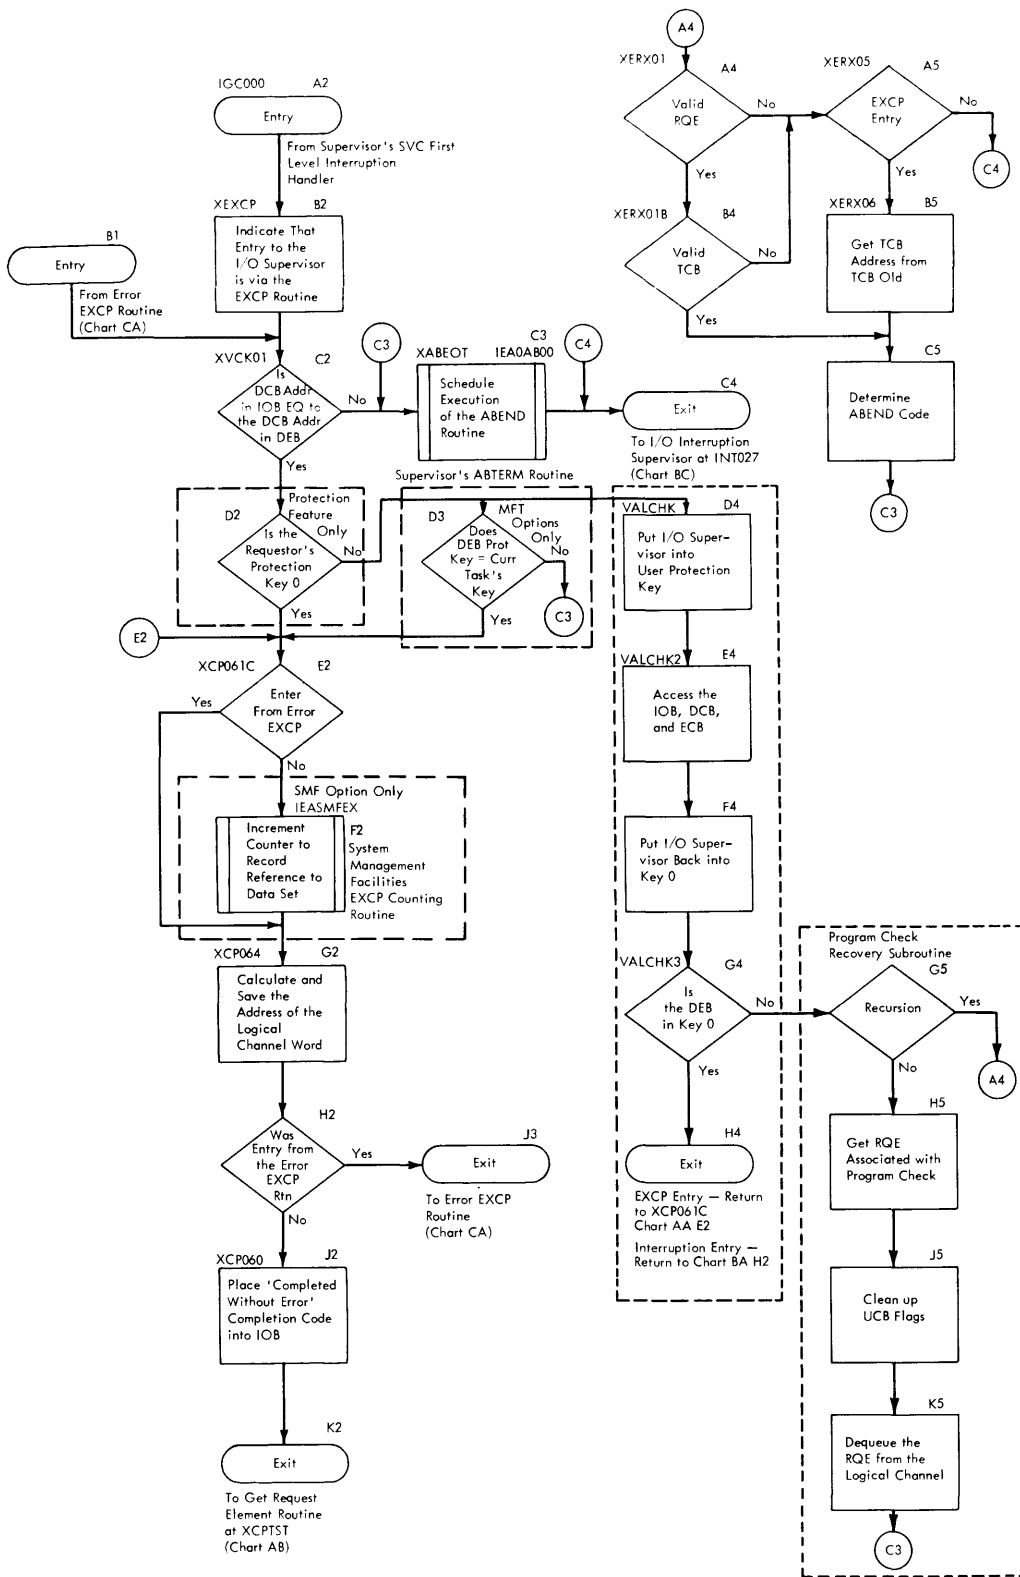 IGC000 A2
Entry
From Supervisor's SVC First
Level Interruption
Handler
XEXCP B2
Indicate That
Entry to the
I/O Supervisor
is via the
EXCP Routine
B1
Entry
From Error
EXCP Routine
(Chart CA)
XVCK01 C2
Is
DCB Addr
in IOB EQ to
the DCB Addr
in DEB
No
Yes
C3
XABEOT C3
IEA0AB00
Schedule
Execution
of the ABEND
Routine
Supervisor's ABTERM Routine
C4
C4
Exit
To I/O Interruption
Supervisor at INT027
(Chart BC)
Protection
Feature
Only
D2
Is the
Requestor's
Protection
Key 0
No
Yes
MFT
Options
Only
D3
Does
DEB Prot
Key = Curr
Task's
Key
No
C3
Yes
E2
XCP061C E2
Enter
From Error
EXCP
Yes
No
SMF Option Only
IEASMFEX
Increment
Counter to
Record
Reference to
Data Set
F2
System
Management
Facilities
EXCP Counting
Routine
XCP064 G2
Calculate and
Save the
Address of the
Logical
Channel Word
H2
Was
Entry from
the Error
EXCP
Rtn
Yes
No
J3
Exit
To Error EXCP
Routine
(Chart CA)
XCP060 J2
Place 'Completed
Without Error'
Completion Code
into IOB
K2
Exit
To Get Request
Element Routine
at XCPTST
(Chart AB)
VALCHK D4
Put I/O Super-
visor into
User Protection
Key
VALCHK2 E4
Access the
IOB, DCB,
and ECB
F4
Put I/O Super-
visor Back into
Key 0
VALCHK3 G4
Is
the DEB
in Key 0
No
Yes
H4
Exit
EXCP Entry — Return
to XCP061C
Chart AA E2
Interruption Entry —
Return to Chart BA H2
A4
XERX01 A4
Valid
RQE
No
Yes
XERX01B B4
Valid
TCB
No
Yes
XERX05 A5
EXCP
Entry
No
C4
Yes
XERX06 B5
Get TCB
Address from
TCB Old
C5
Determine
ABEND Code
C3
Program Check
Recovery Subroutine
G5
Recursion
Yes
A4
No
H5
Get RQE
Associated with
Program Check
J5
Clean up
UCB Flags
K5
Dequeue the
RQE from the
Logical Channel
C3